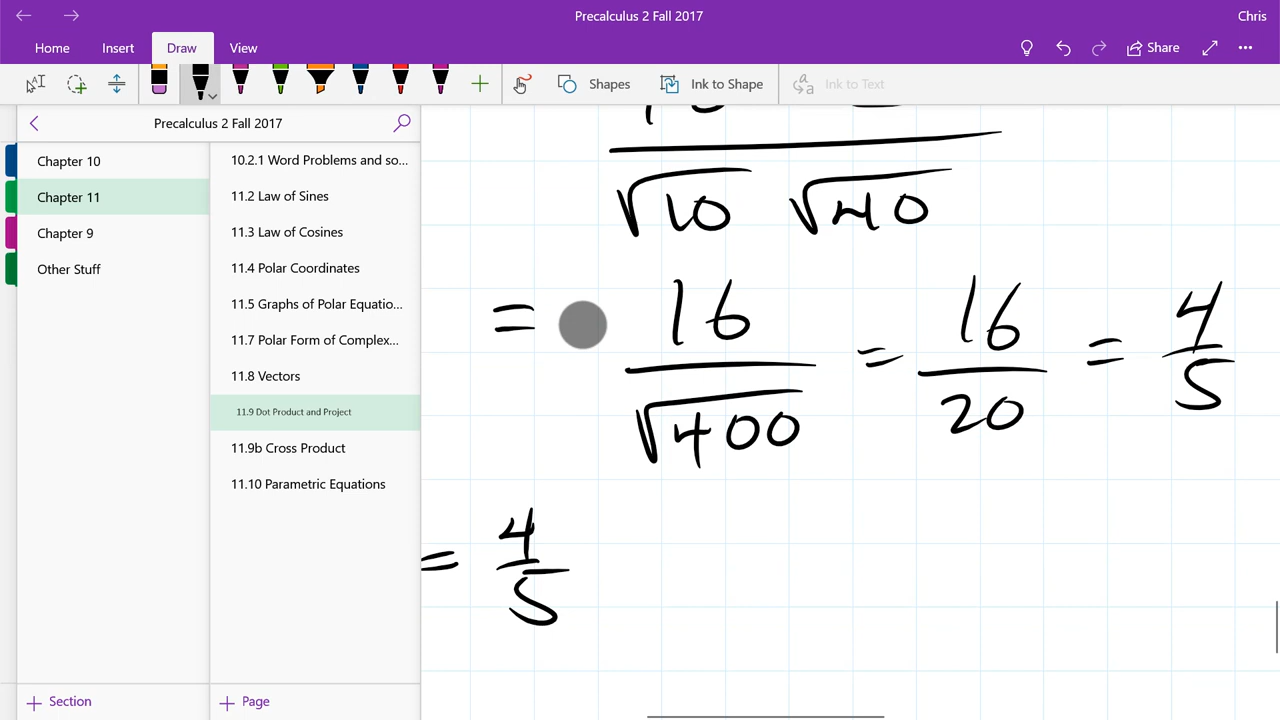 Precalculus 2 Fall 2017
Chris
Home Insert Draw View
Share
Shapes Ink to Shape Ink to Text
Precalculus 2 Fall 2017
Chapter 10
Chapter 11
Chapter 9
Other Stuff
10.2.1 Word Problems and so...
11.2 Law of Sines
11.3 Law of Cosines
11.4 Polar Coordinates
11.5 Graphs of Polar Equatio...
11.7 Polar Form of Complex...
11.8 Vectors
11.9 Dot Product and Project
11.9b Cross Product
11.10 Parametric Equations
+ Section
+ Page
√10 √40
= 16/√400 = 16/20 = 4/5
= 4/5